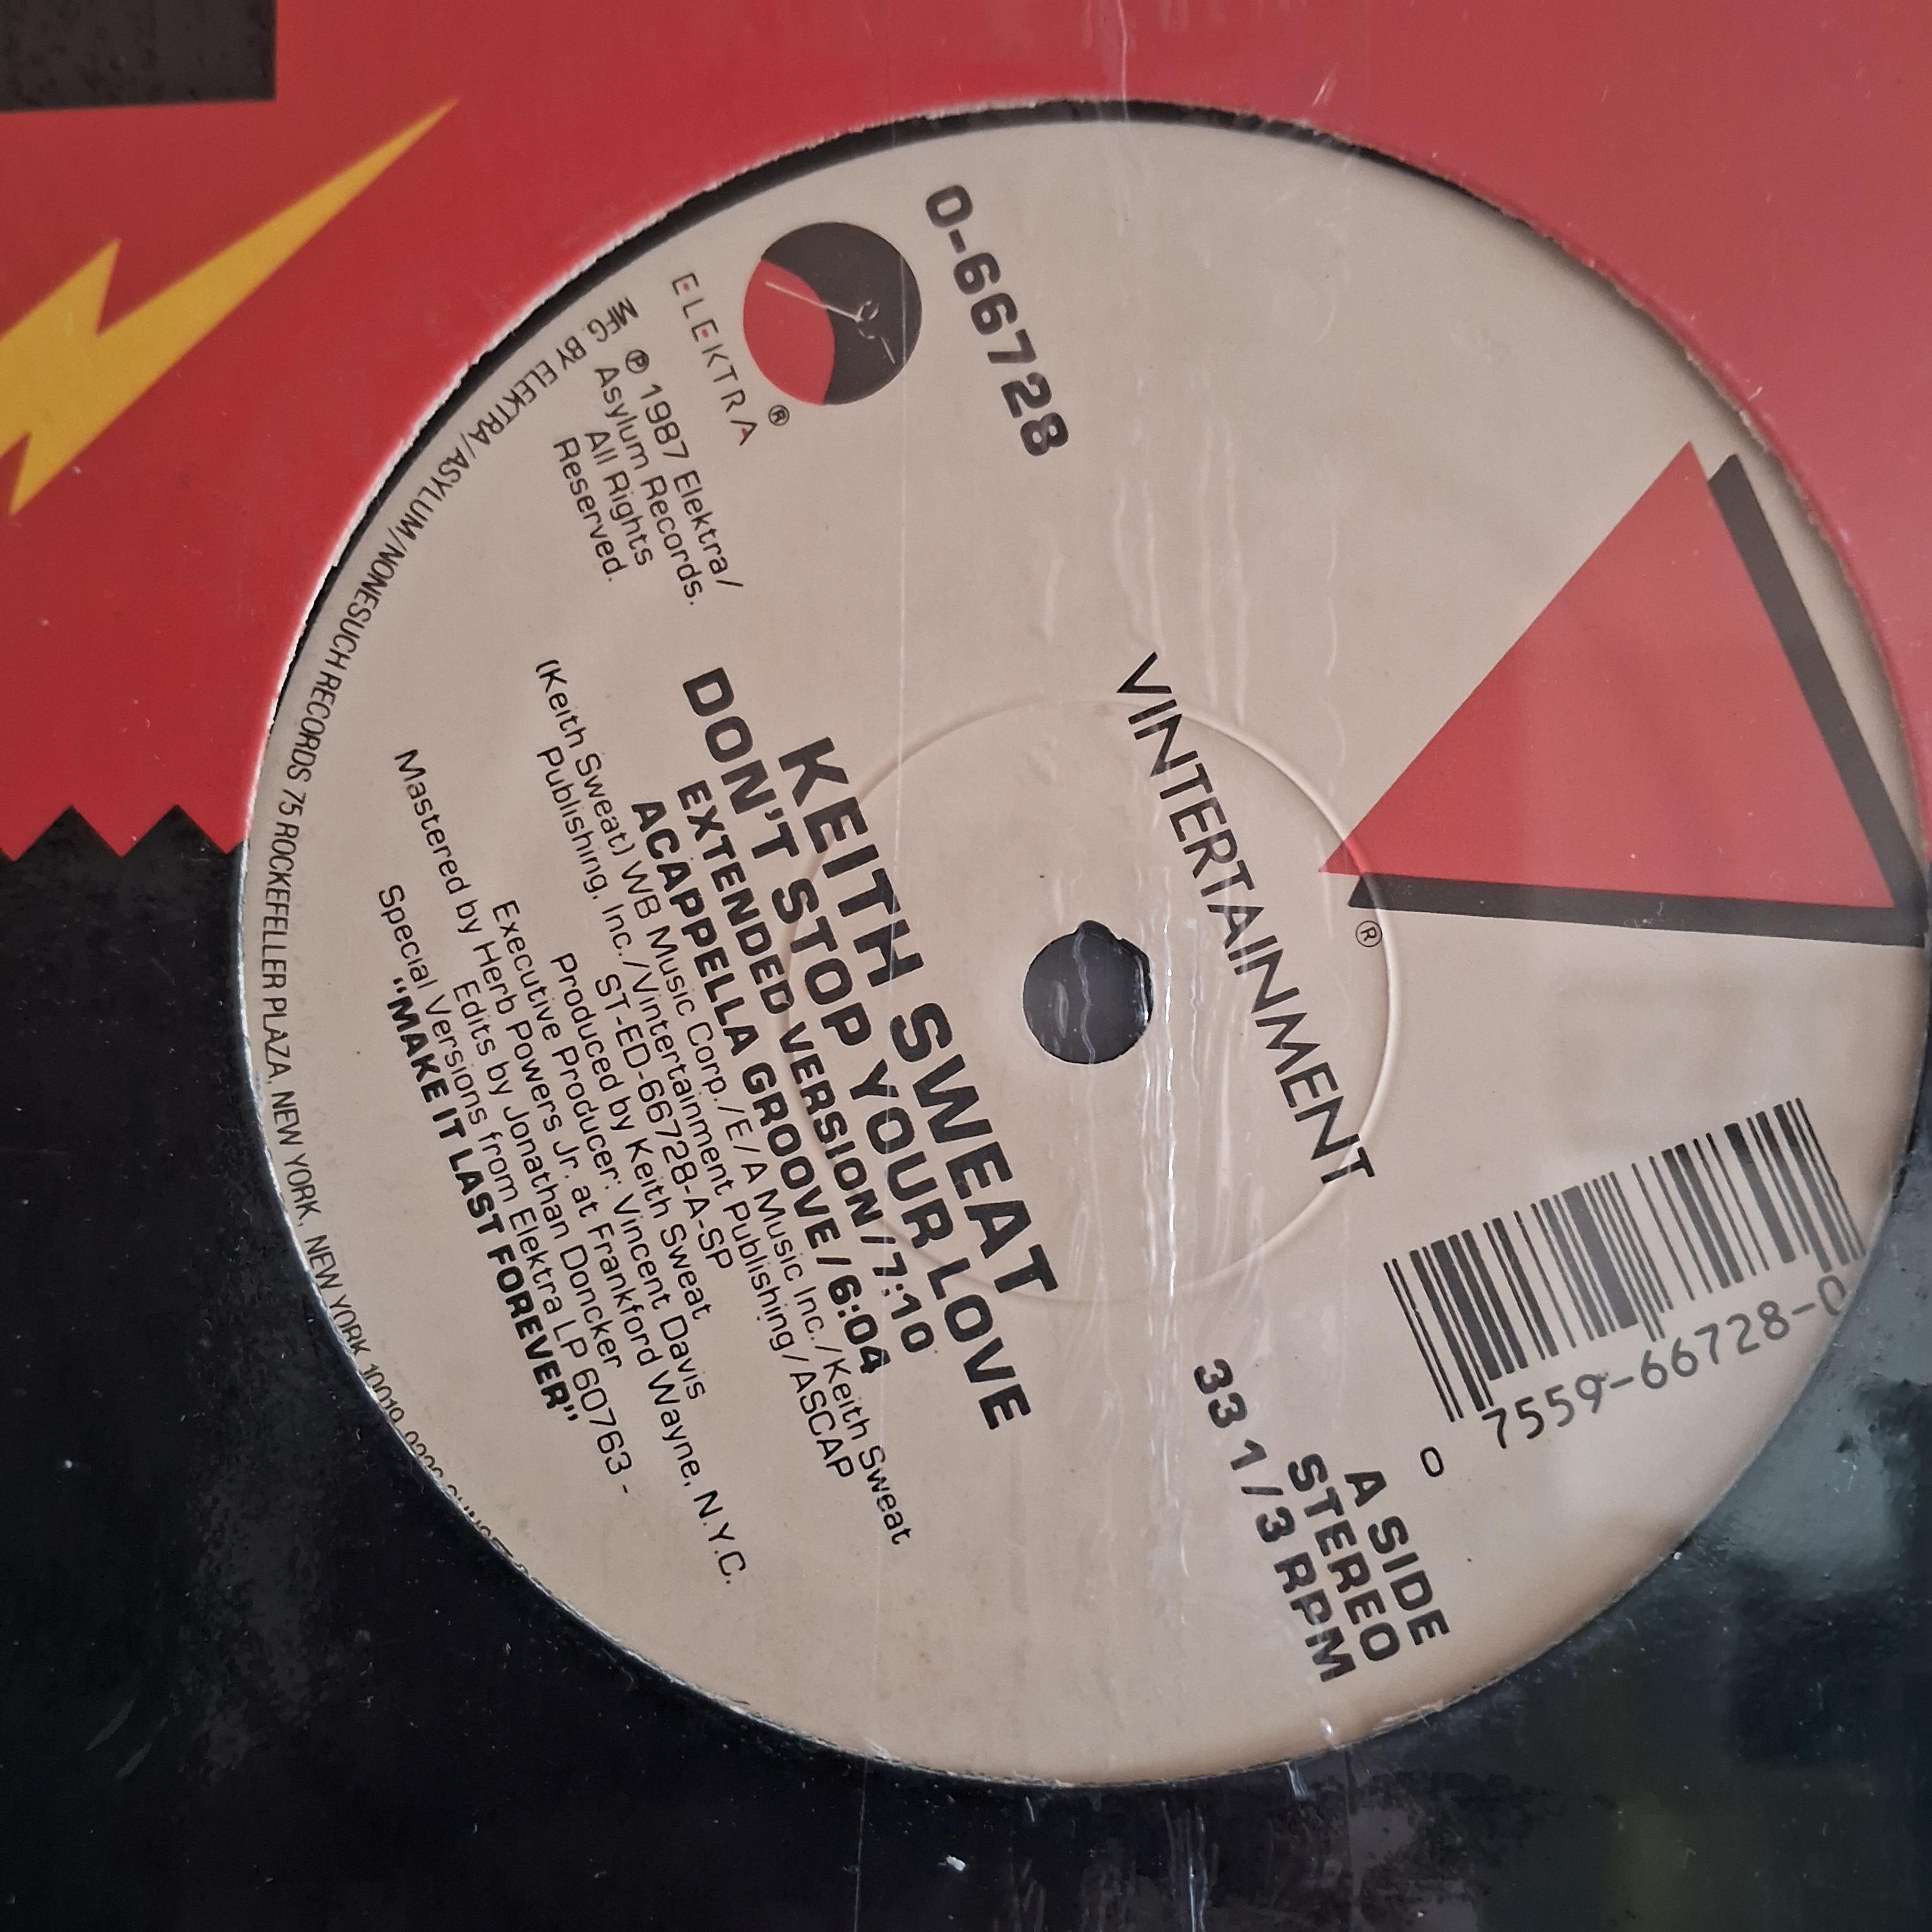 VINTERTAINMENT
®
0-66728
ELEKTRA
®
℗ 1987 Elektra/
Asylum Records.
All Rights
Reserved.
7559-66728-0
0
A SIDE
STEREO
33 1/3 RPM
KEITH SWEAT
DON'T STOP YOUR LOVE
EXTENDED VERSION/7:10
ACAPPELLA GROOVE/6:04
(Keith Sweat) WB Music Corp./E/A Music Inc./Keith Sweat
Publishing, Inc./Vintertainment Publishing/ASCAP
ST-ED-66728-A-SP
Produced by Keith Sweat
Executive Producer: Vincent Davis
Mastered by Herb Powers Jr. at Frankford Wayne, N.Y.C.
Edits by Jonathan Doncker
Special Versions from Elektra LP 60763 -
"MAKE IT LAST FOREVER"
MFG. BY ELEKTRA/ASYLUM/NONESUCH RECORDS 75 ROCKEFELLER PLAZA, NEW YORK, NEW YORK 10019